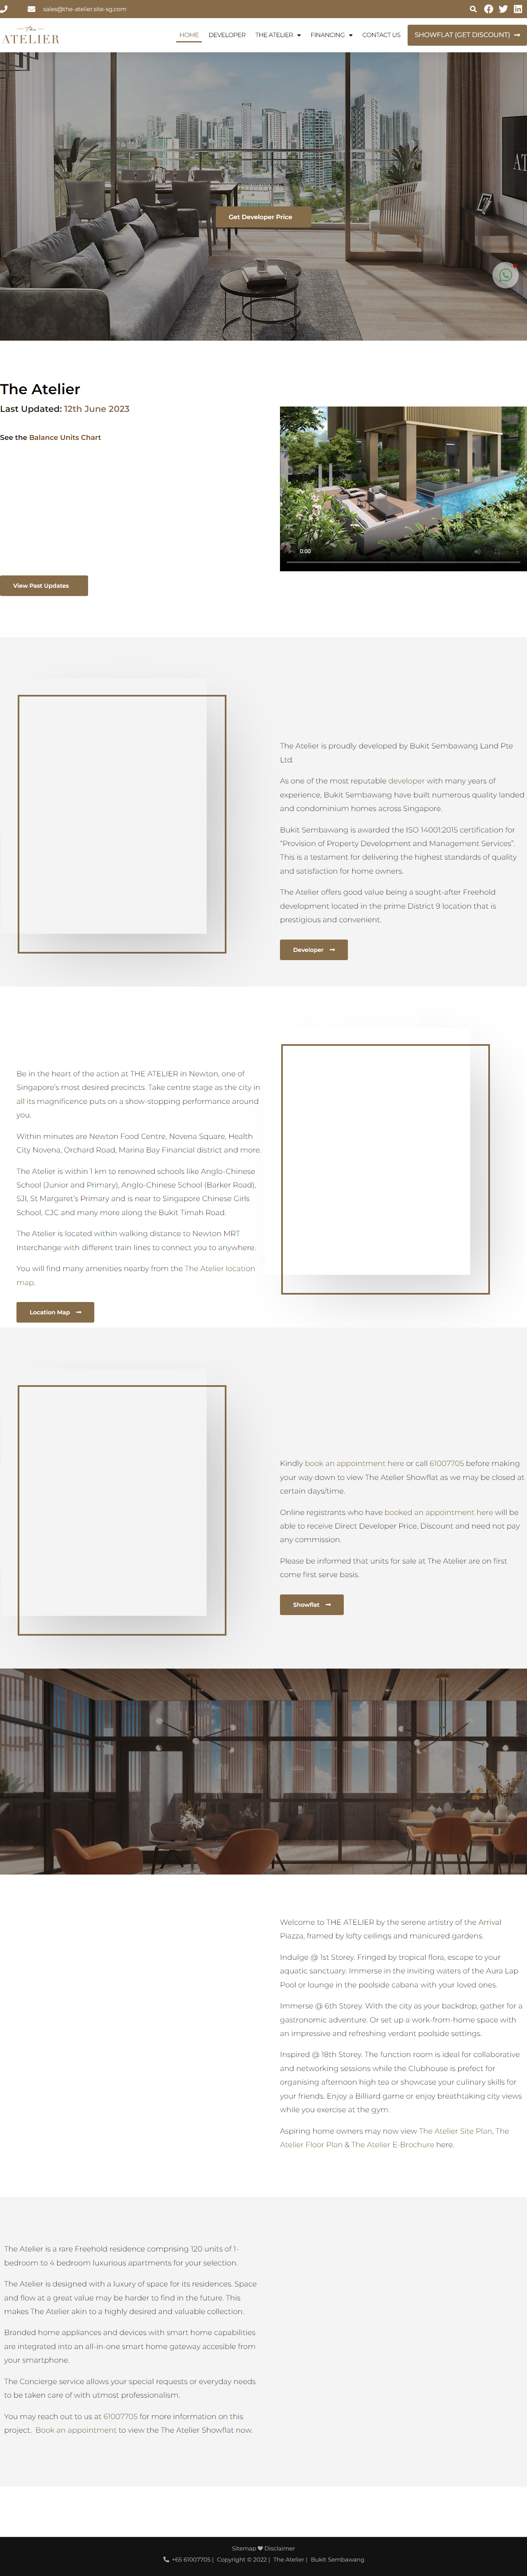 sales@the-atelier.site-sg.com
The
ATELIER
HOME
DEVELOPER
THE ATELIER
FINANCING
CONTACT US
SHOWFLAT (GET DISCOUNT)
AT
Get Developer Price
The Atelier
Last Updated: 12th June 2023
See the Balance Units Chart
0:00
View Past Updates
The Atelier is proudly developed by Bukit Sembawang Land Pte
Ltd.
As one of the most reputable developer with many years of
experience, Bukit Sembawang have built numerous quality landed
and condominium homes across Singapore.
Bukit Sembawang is awarded the ISO 14001:2015 certification for
“Provision of Property Development and Management Services”.
This is a testament for delivering the highest standards of quality
and satisfaction for home owners.
The Atelier offers good value being a sought-after Freehold
development located in the prime District 9 location that is
prestigious and convenient.
Developer
Be in the heart of the action at THE ATELIER in Newton, one of
Singapore’s most desired precincts. Take centre stage as the city in
all its magnificence puts on a show-stopping performance around
you.
Within minutes are Newton Food Centre, Novena Square, Health
City Novena, Orchard Road, Marina Bay Financial district and more.
The Atelier is within 1 km to renowned schools like Anglo-Chinese
School (Junior and Primary), Anglo-Chinese School (Barker Road),
SJI, St Margaret’s Primary and is near to Singapore Chinese Girls
School, CJC and many more along the Bukit Timah Road.
The Atelier is located within walking distance to Newton MRT
Interchange with different train lines to connect you to anywhere.
You will find many amenities nearby from the The Atelier location
map.
Location Map
Kindly book an appointment here or call 61007705 before making
your way down to view The Atelier Showflat as we may be closed at
certain days/time.
Online registrants who have booked an appointment here will be
able to receive Direct Developer Price, Discount and need not pay
any commission.
Please be informed that units for sale at The Atelier are on first
come first serve basis.
Showflat
Welcome to THE ATELIER by the serene artistry of the Arrival
Piazza, framed by lofty ceilings and manicured gardens.
Indulge @ 1st Storey. Fringed by tropical flora, escape to your
aquatic sanctuary. Immerse in the inviting waters of the Aura Lap
Pool or lounge in the poolside cabana with your loved ones.
Immerse @ 6th Storey. With the city as your backdrop, gather for a
gastronomic adventure. Or set up a work-from-home space with
an impressive and refreshing verdant poolside settings.
Inspired @ 18th Storey. The function room is ideal for collaborative
and networking sessions while the Clubhouse is prefect for
organising afternoon high tea or showcase your culinary skills for
your friends. Enjoy a Billiard game or enjoy breathtaking city views
while you exercise at the gym.
Aspiring home owners may now view The Atelier Site Plan, The
Atelier Floor Plan & The Atelier E-Brochure here.
The Atelier is a rare Freehold residence comprising 120 units of 1-
bedroom to 4 bedroom luxurious apartments for your selection.
The Atelier is designed with a luxury of space for its residences. Space
and flow at a great value may be harder to find in the future. This
makes The Atelier akin to a highly desired and valuable collection.
Branded home appliances and devices with smart home capabilities
are integrated into an all-in-one smart home gateway accesible from
your smartphone.
The Concierge service allows your special requests or everyday needs
to be taken care of with utmost professionalism.
You may reach out to us at 61007705 for more information on this
project. Book an appointment to view the The Atelier Showflat now.
Sitemap ♥ Disclaimer
+65 61007705 | Copyright © 2022 | The Atelier | Bukit Sembawang